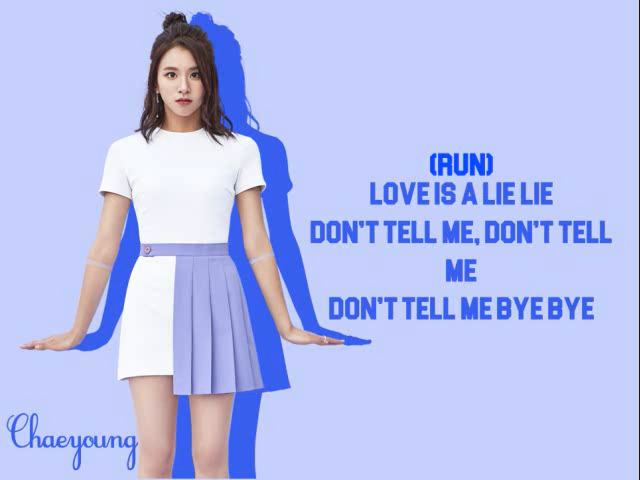 (RUN)
LOVE IS A LIE LIE
DON'T TELL ME, DON'T TELL
ME
DON'T TELL ME BYE BYE
Chaeyoung